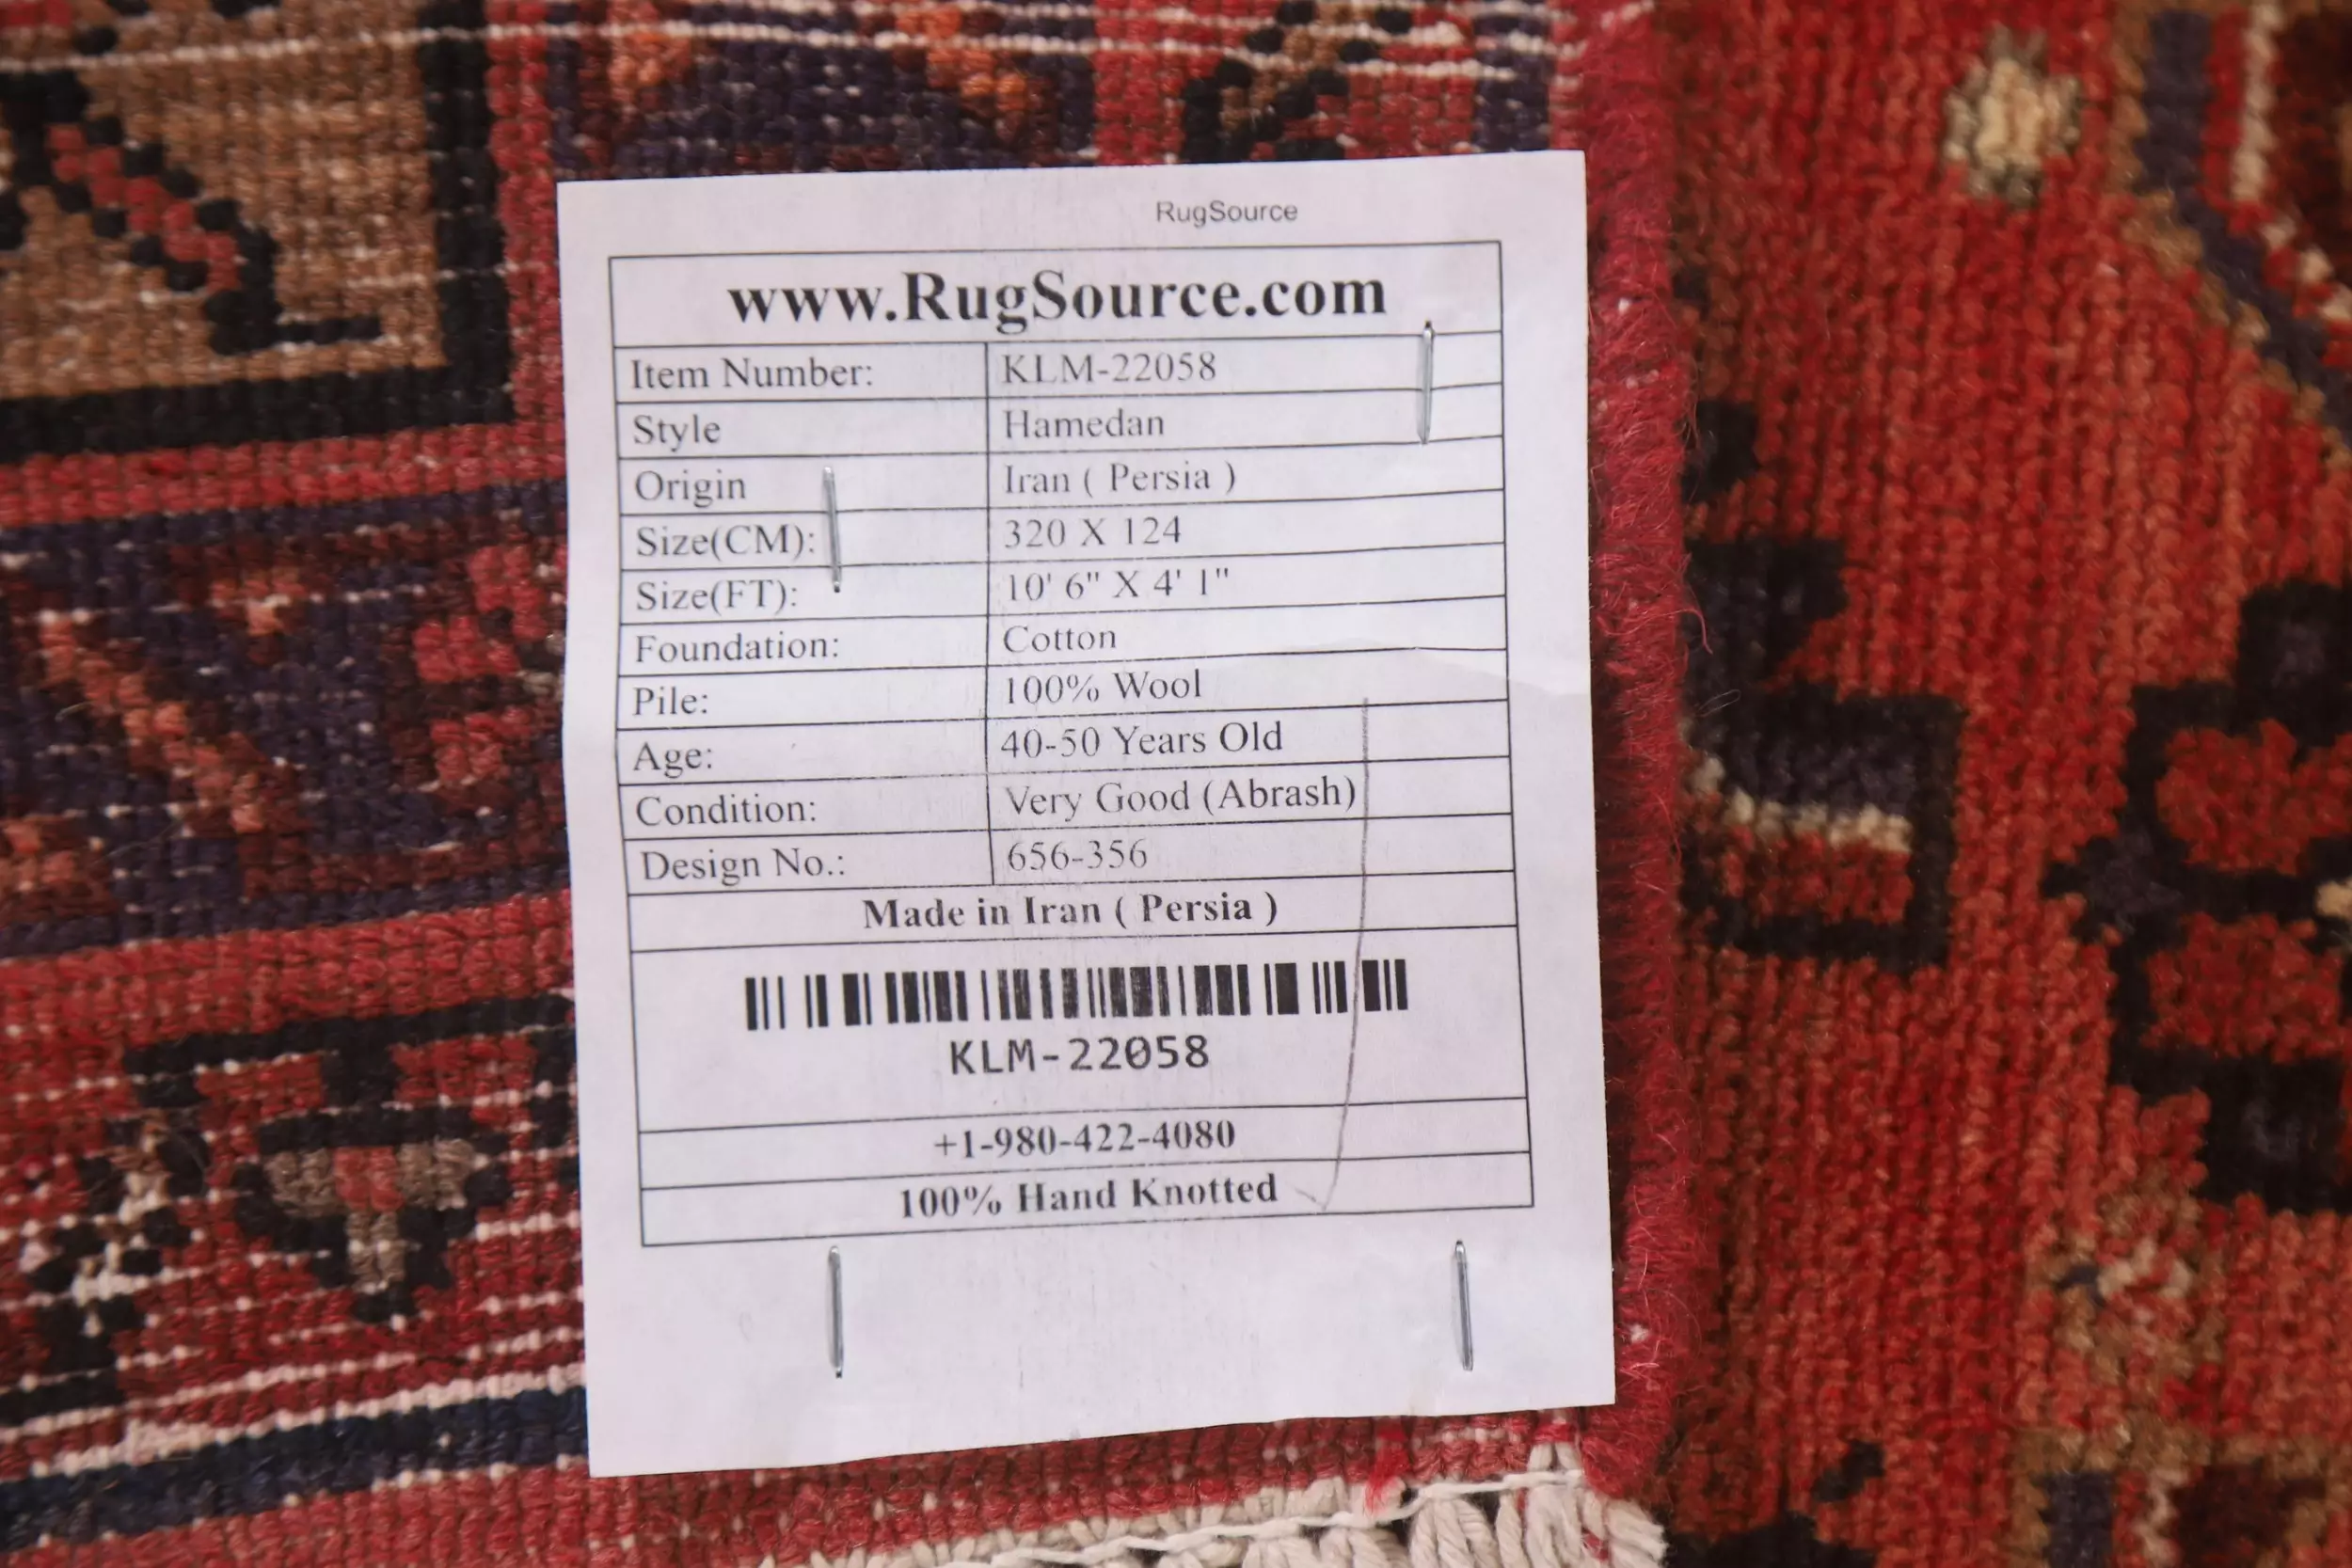 RugSource
www.RugSource.com
Item Number: KLM-22058
Style Hamedan
Origin Iran ( Persia )
Size(CM): 320 X 124
Size(FT): 10' 6" X 4' 1"
Foundation: Cotton
Pile: 100% Wool
Age: 40-50 Years Old
Condition: Very Good (Abrash)
Design No.: 656-356
Made in Iran ( Persia )
KLM-22058
+1-980-422-4080
100% Hand Knotted